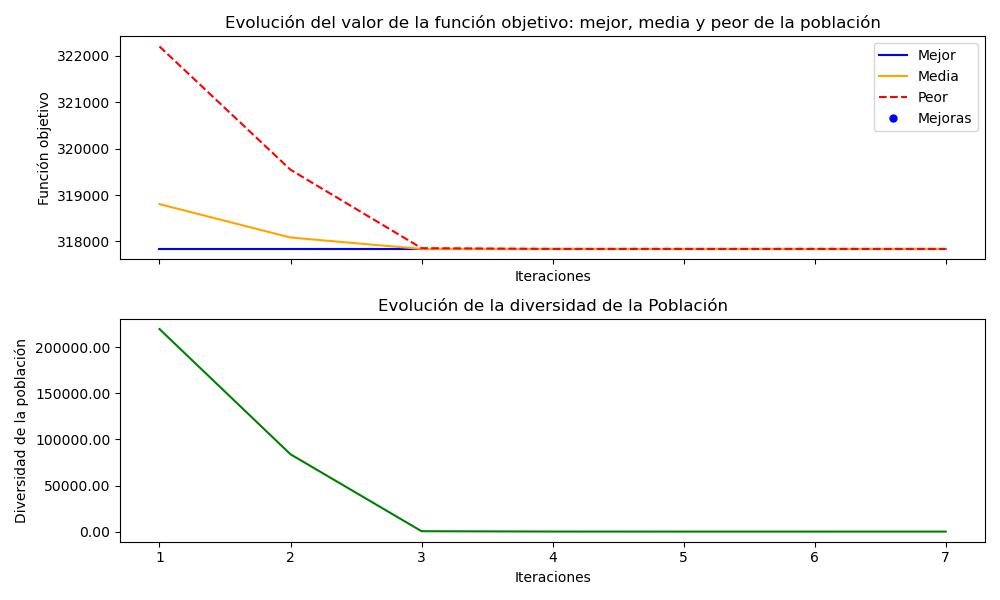 Evolución del valor de la función objetivo: mejor, media y peor de la población
322000
321000
320000
319000
318000
Función objetivo
Mejor
Media
Peor
Mejoras
Iteraciones
Evolución de la diversidad de la Población
200000.00
150000.00
100000.00
50000.00
0.00
Diversidad de la población
1 2 3 4 5 6 7
Iteraciones